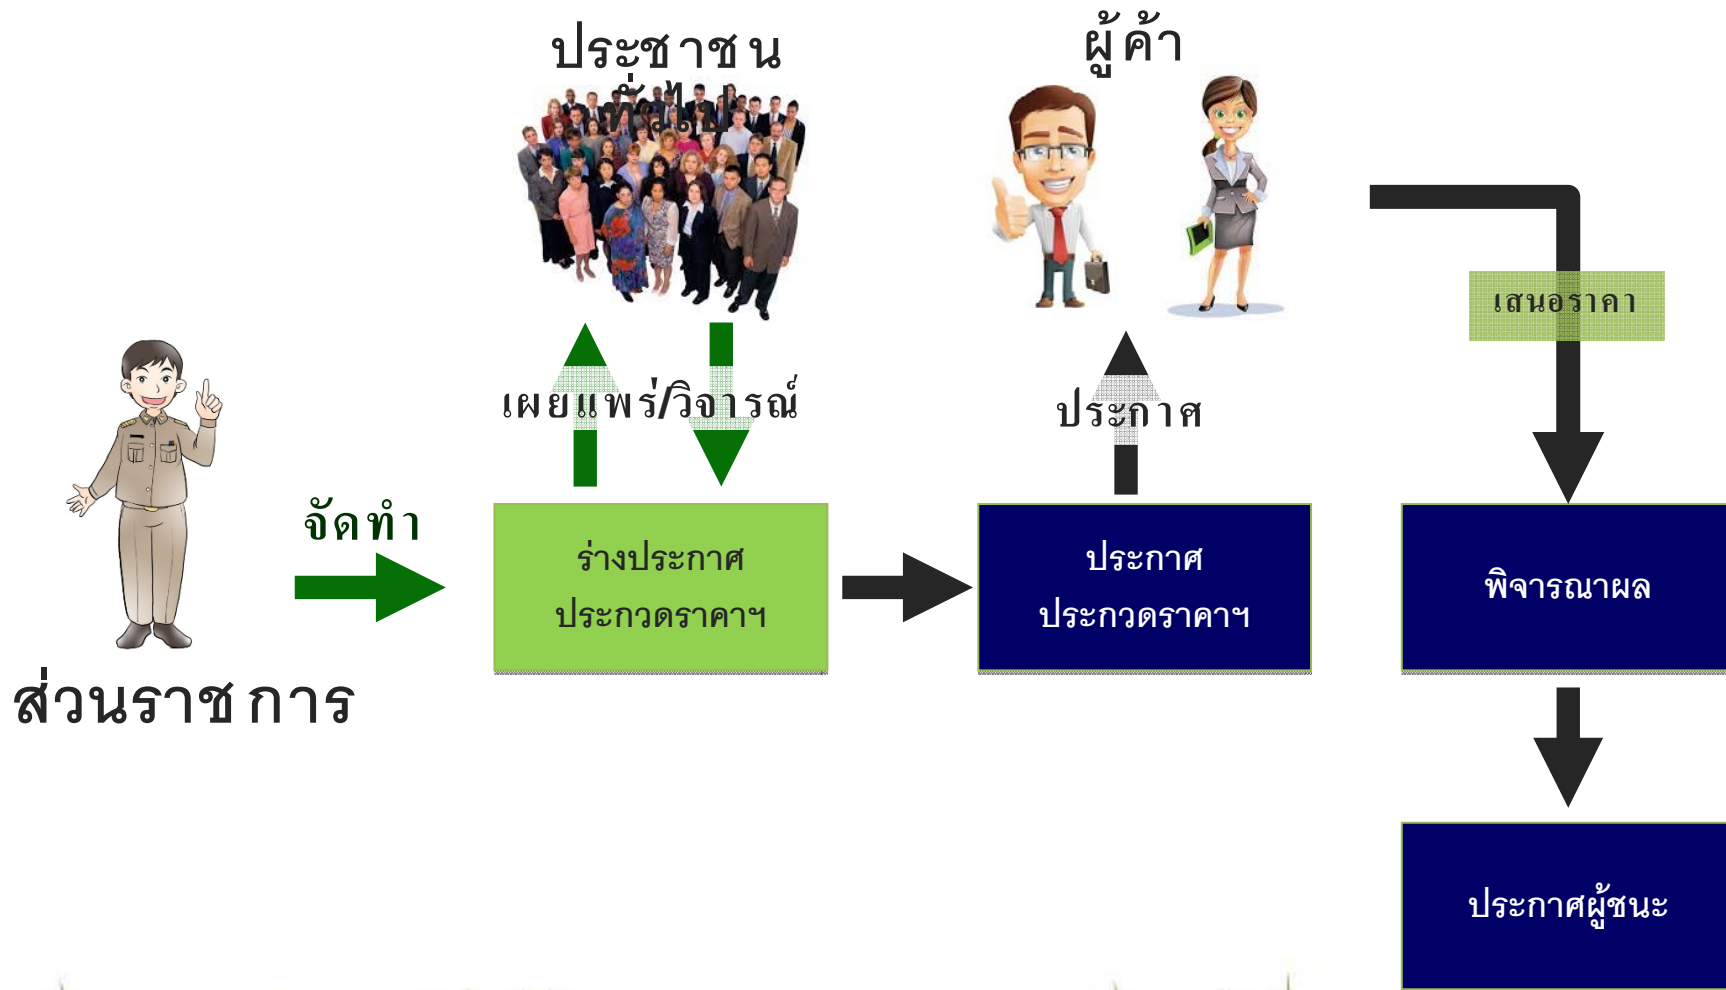 ประชาชน
ทั่วไป
ผู้ค้า
เสนอราคา
เผยแพร่/วิจารณ์
ประกาศ
จัดทำ
ร่างประกาศ
ประกวดราคาฯ
ประกาศ
ประกวดราคาฯ
พิจารณาผล
ส่วนราชการ
ประกาศผู้ชนะ